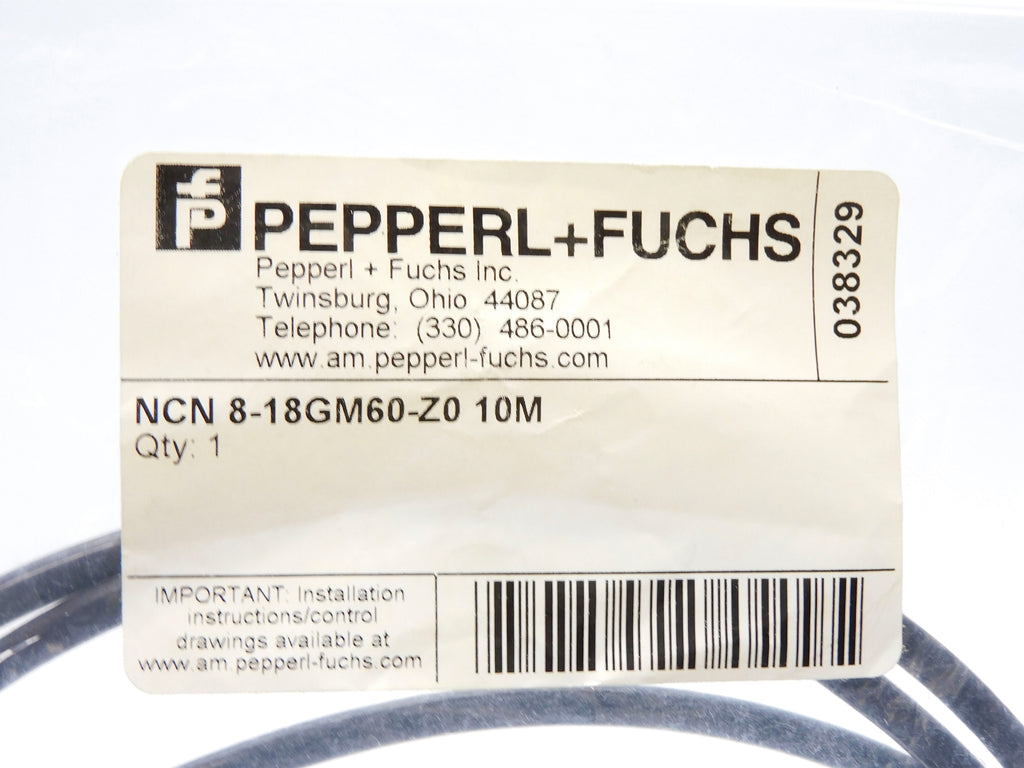 fp
PEPPERL+FUCHS
Pepperl + Fuchs Inc.
Twinsburg, Ohio 44087
Telephone: (330) 486-0001
www.am.pepperl-fuchs.com
038329
NCN 8-18GM60-Z0 10M
Qty: 1
IMPORTANT: Installation
instructions/control
drawings available at
www.am.pepperl-fuchs.com